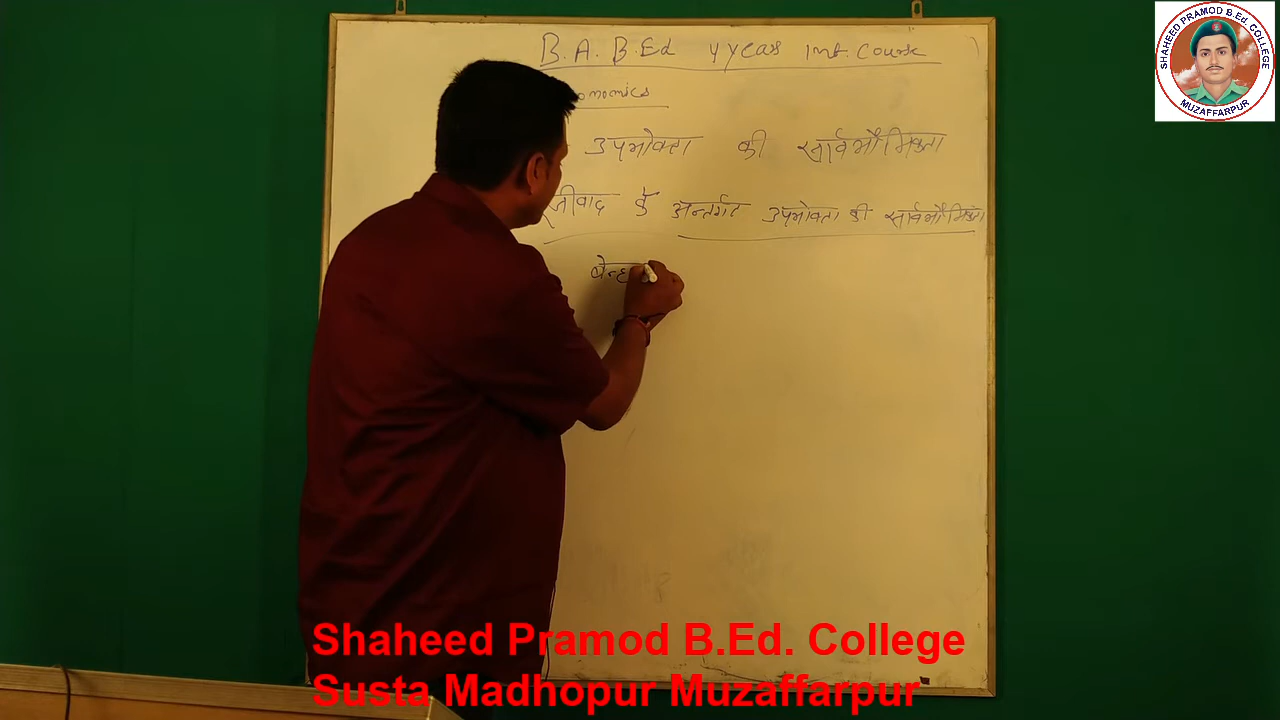 B.A. B.Ed 4 year Int. Course
उपभोक्ता की सार्वभौमिकता
के अन्तर्गत उपभोक्ता की सार्वभौमिकता
SHAHEED PRAMOD B.Ed. COLLEGE
MUZAFFARPUR
Shaheed Pramod B.Ed. College
Susta Madhopur Muzaffarpur